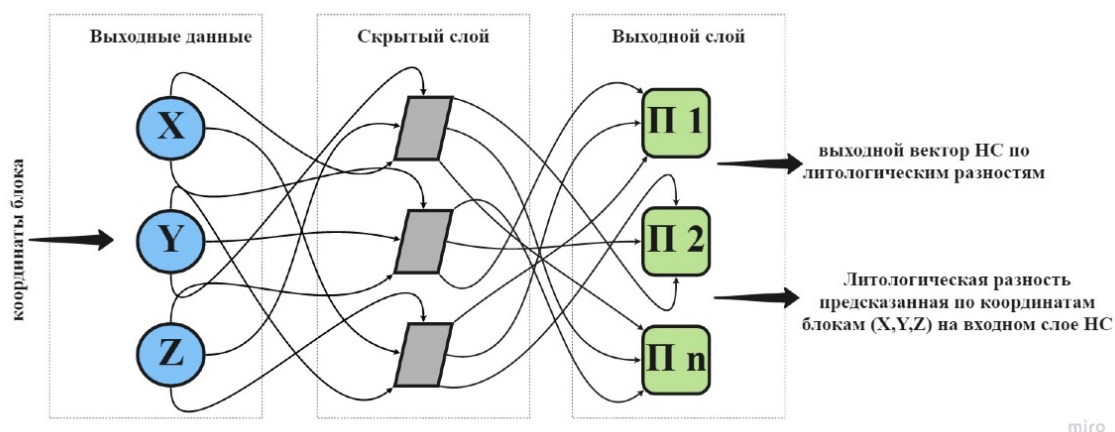 Выходные данные
Скрытый слой
Выходной слой
координаты блока
X
Y
Z
П 1
П 2
П n
выходной вектор НС по
литологическим разностям
Литологическая разность
предсказанная по координатам
блокам (X,Y,Z) на входном слое НС
miro